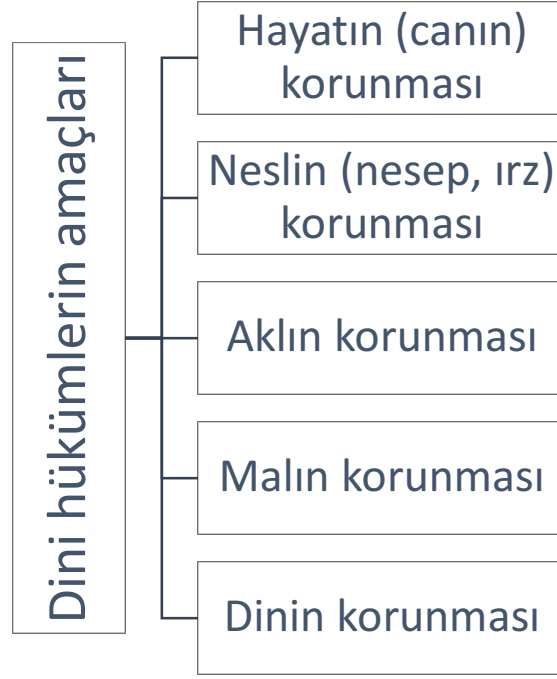 Dini hükümlerin amaçları
Hayatın (canın)
korunması
Neslin (nesep, ırz)
korunması
Aklın korunması
Malın korunması
Dinin korunması